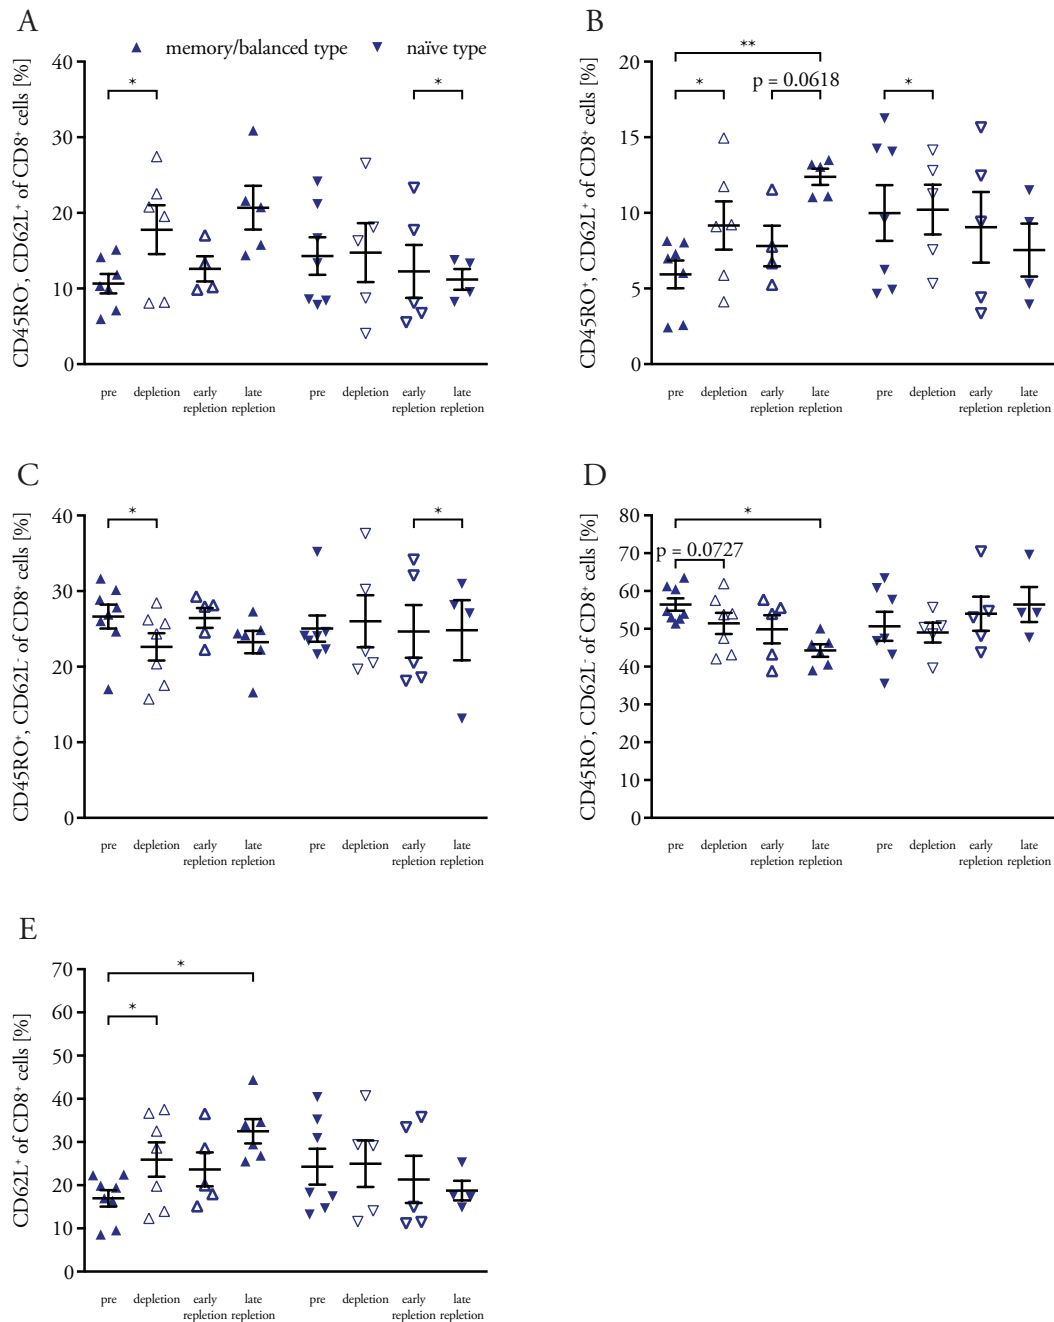 A
B
memory/balanced type
naïve type
CD45RO⁻, CD62L⁺ of CD8⁺ cells [%]
40
30
20
10
0
*
*
pre
depletion
early
repletion
late
repletion
pre
depletion
early
repletion
late
repletion
CD45RO⁺, CD62L⁺ of CD8⁺ cells [%]
20
15
10
5
0
**
*
p = 0.0618
*
pre
depletion
early
repletion
late
repletion
pre
depletion
early
repletion
late
repletion
C
D
CD45RO⁺, CD62L⁻ of CD8⁺ cells [%]
40
30
20
10
0
*
*
pre
depletion
early
repletion
late
repletion
pre
depletion
early
repletion
late
repletion
CD45RO⁻, CD62L⁻ of CD8⁺ cells [%]
80
70
60
50
40
30
20
10
0
*
p = 0.0727
pre
depletion
early
repletion
late
repletion
pre
depletion
early
repletion
late
repletion
E
CD62L⁺ of CD8⁺ cells [%]
70
60
50
40
30
20
10
0
*
*
pre
depletion
early
repletion
late
repletion
pre
depletion
early
repletion
late
repletion